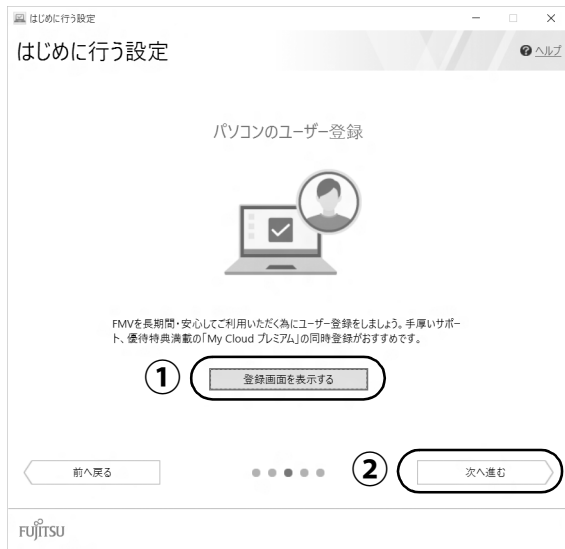 はじめに行う設定
はじめに行う設定
ヘルプ
パソコンのユーザー登録
FMVを長期間・安心してご利用いただく為にユーザー登録をしましょう。手厚いサポー
ト、優待特典満載の「My Cloud プレミアム」の同時登録がおすすめです。
① 登録画面を表示する
前へ戻る
② 次へ進む
FUJITSU